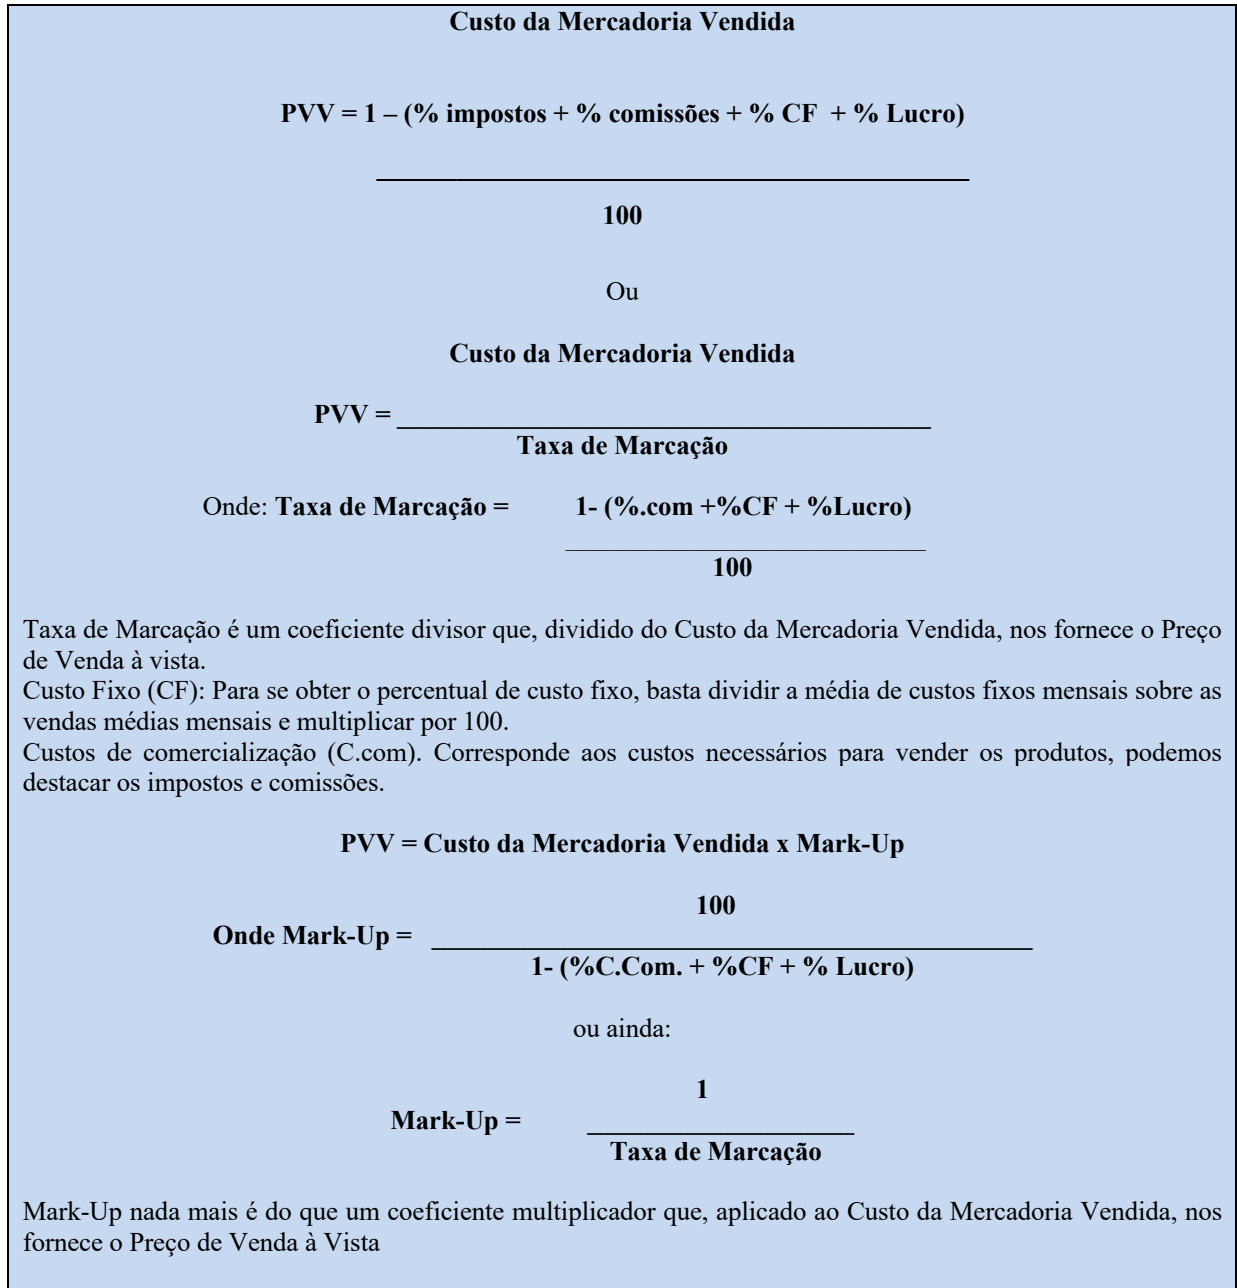 Custo da Mercadoria Vendida
PVV = 1 – (% impostos + % comissões + % CF + % Lucro)
100
Ou
Custo da Mercadoria Vendida
PVV =
Taxa de Marcação
Onde: Taxa de Marcação = 1- (%.com +%CF + %Lucro)
100
Taxa de Marcação é um coeficiente divisor que, dividido do Custo da Mercadoria Vendida, nos fornece o Preço
de Venda à vista.
Custo Fixo (CF): Para se obter o percentual de custo fixo, basta dividir a média de custos fixos mensais sobre as
vendas médias mensais e multiplicar por 100.
Custos de comercialização (C.com). Corresponde aos custos necessários para vender os produtos, podemos
destacar os impostos e comissões.
PVV = Custo da Mercadoria Vendida x Mark-Up
100
Onde Mark-Up =
1- (%C.Com. + %CF + % Lucro)
ou ainda:
1
Mark-Up =
Taxa de Marcação
Mark-Up nada mais é do que um coeficiente multiplicador que, aplicado ao Custo da Mercadoria Vendida, nos
fornece o Preço de Venda à Vista